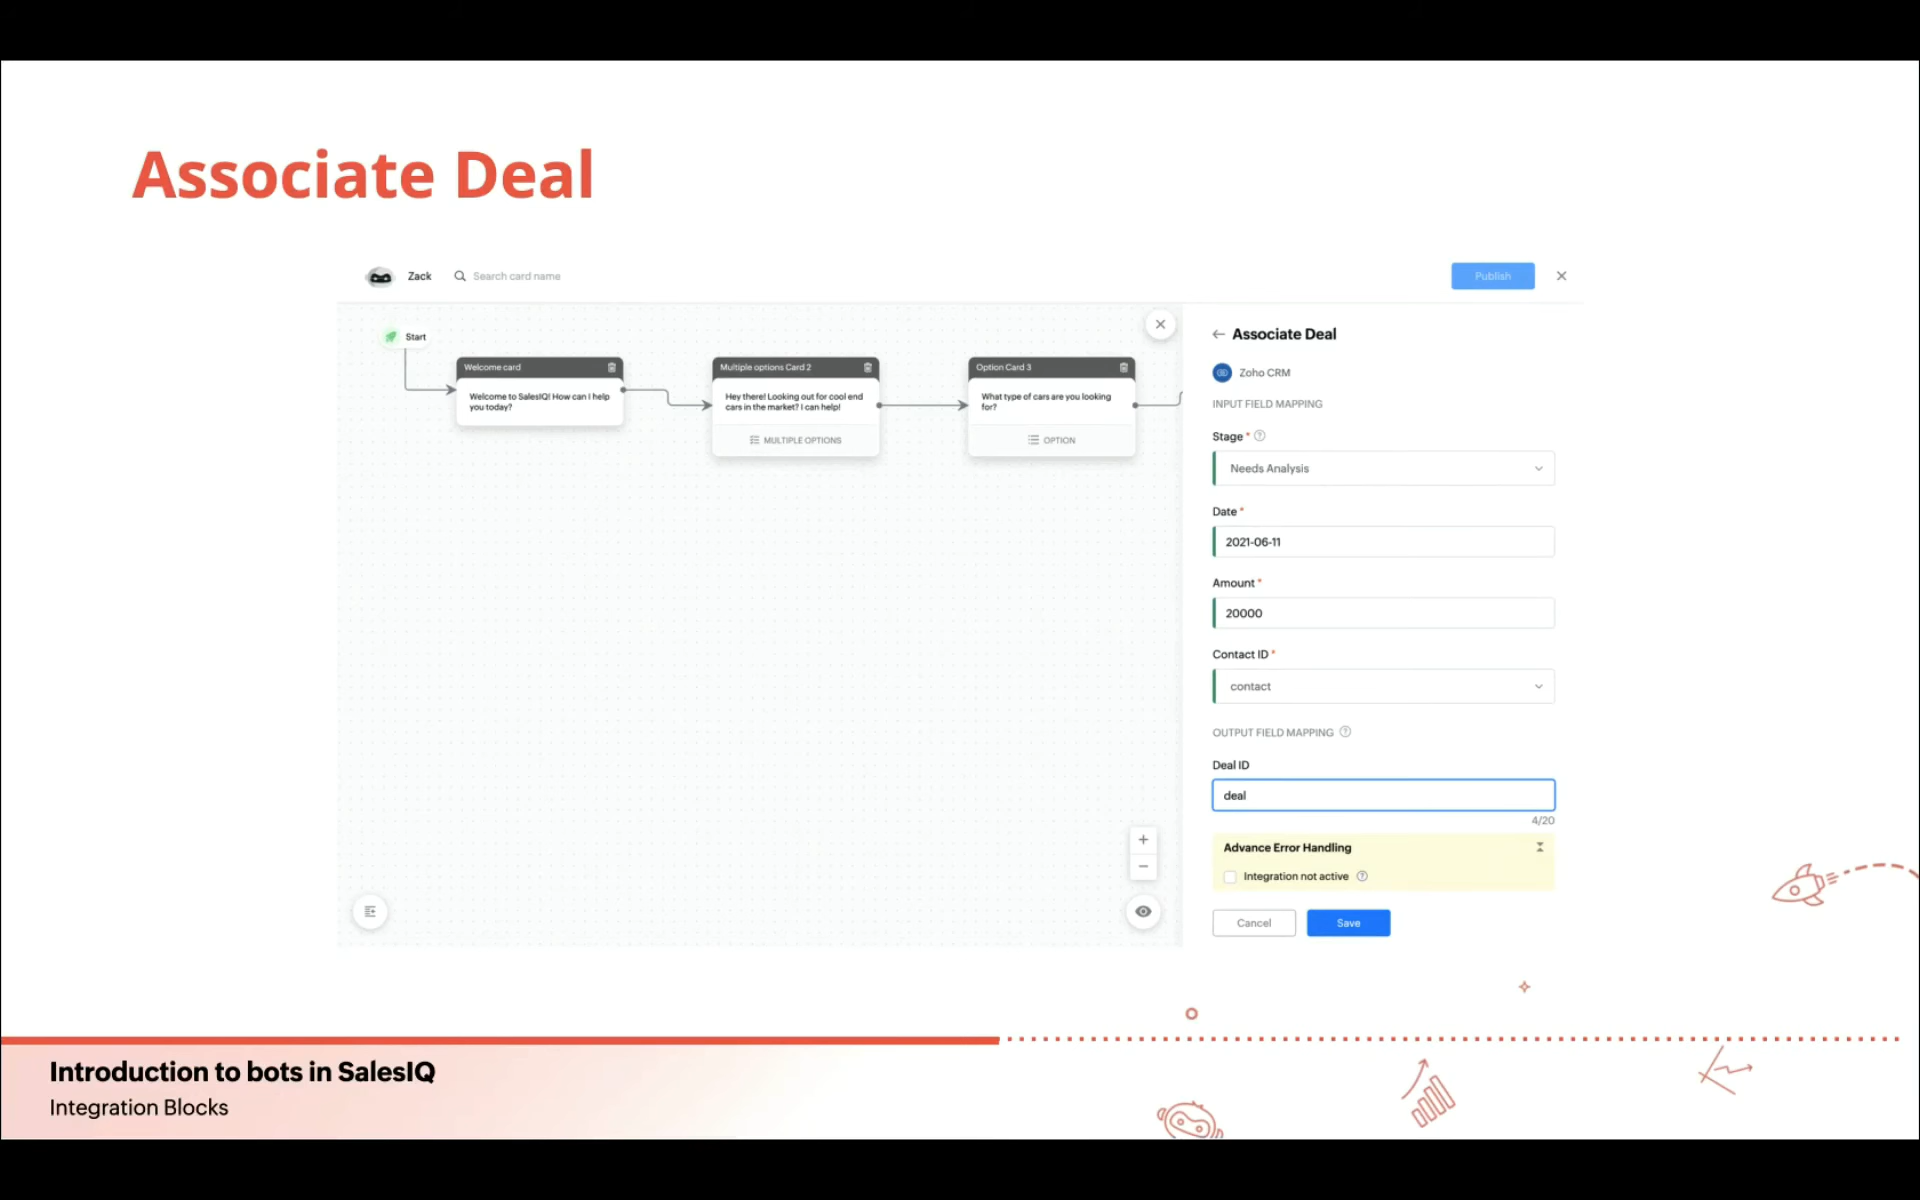 Associate Deal
Zack
Search card name
Publish
Start
Welcome card
Welcome to SalesIQ! How can I help
you today?
Multiple options Card 2
Hey there! Looking out for cool end
cars in the market? I can help!
MULTIPLE OPTIONS
Option Card 3
What type of cars are you looking
for?
OPTION
Associate Deal
Zoho CRM
INPUT FIELD MAPPING
Stage *
Needs Analysis
Date *
2021-06-11
Amount *
20000
Contact ID *
contact
OUTPUT FIELD MAPPING
Deal ID
deal
4/20
Advance Error Handling
Integration not active
Cancel
Save
Introduction to bots in SalesIQ
Integration Blocks